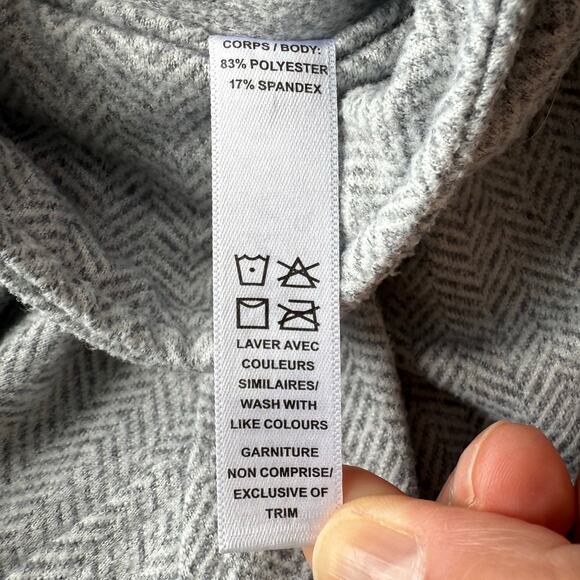 CORPS / BODY:
83% POLYESTER
17% SPANDEX
LAVER AVEC
COULEURS
SIMILAIRES/
WASH WITH
LIKE COLOURS
GARNITURE
NON COMPRISE/
EXCLUSIVE OF
TRIM